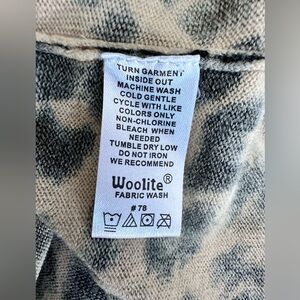 TURN GARMENT
INSIDE OUT
MACHINE WASH
COLD GENTLE
CYCLE WITH LIKE
COLORS ONLY
NON-CHLORINE
BLEACH WHEN
NEEDED
TUMBLE DRY LOW
DO NOT IRON
WE RECOMMEND
Woolite®
FABRIC WASH
# 78